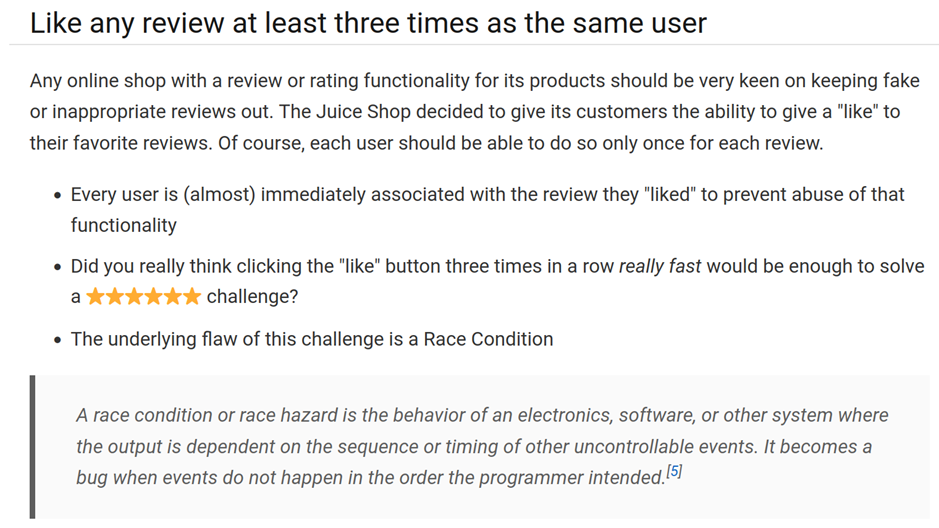 Like any review at least three times as the same user
Any online shop with a review or rating functionality for its products should be very keen on keeping fake
or inappropriate reviews out. The Juice Shop decided to give its customers the ability to give a "like" to
their favorite reviews. Of course, each user should be able to do so only once for each review.
• Every user is (almost) immediately associated with the review they "liked" to prevent abuse of that
functionality
• Did you really think clicking the "like" button three times in a row really fast would be enough to solve
a ★★★★★★ challenge?
• The underlying flaw of this challenge is a Race Condition
A race condition or race hazard is the behavior of an electronics, software, or other system where
the output is dependent on the sequence or timing of other uncontrollable events. It becomes a
bug when events do not happen in the order the programmer intended.[5]